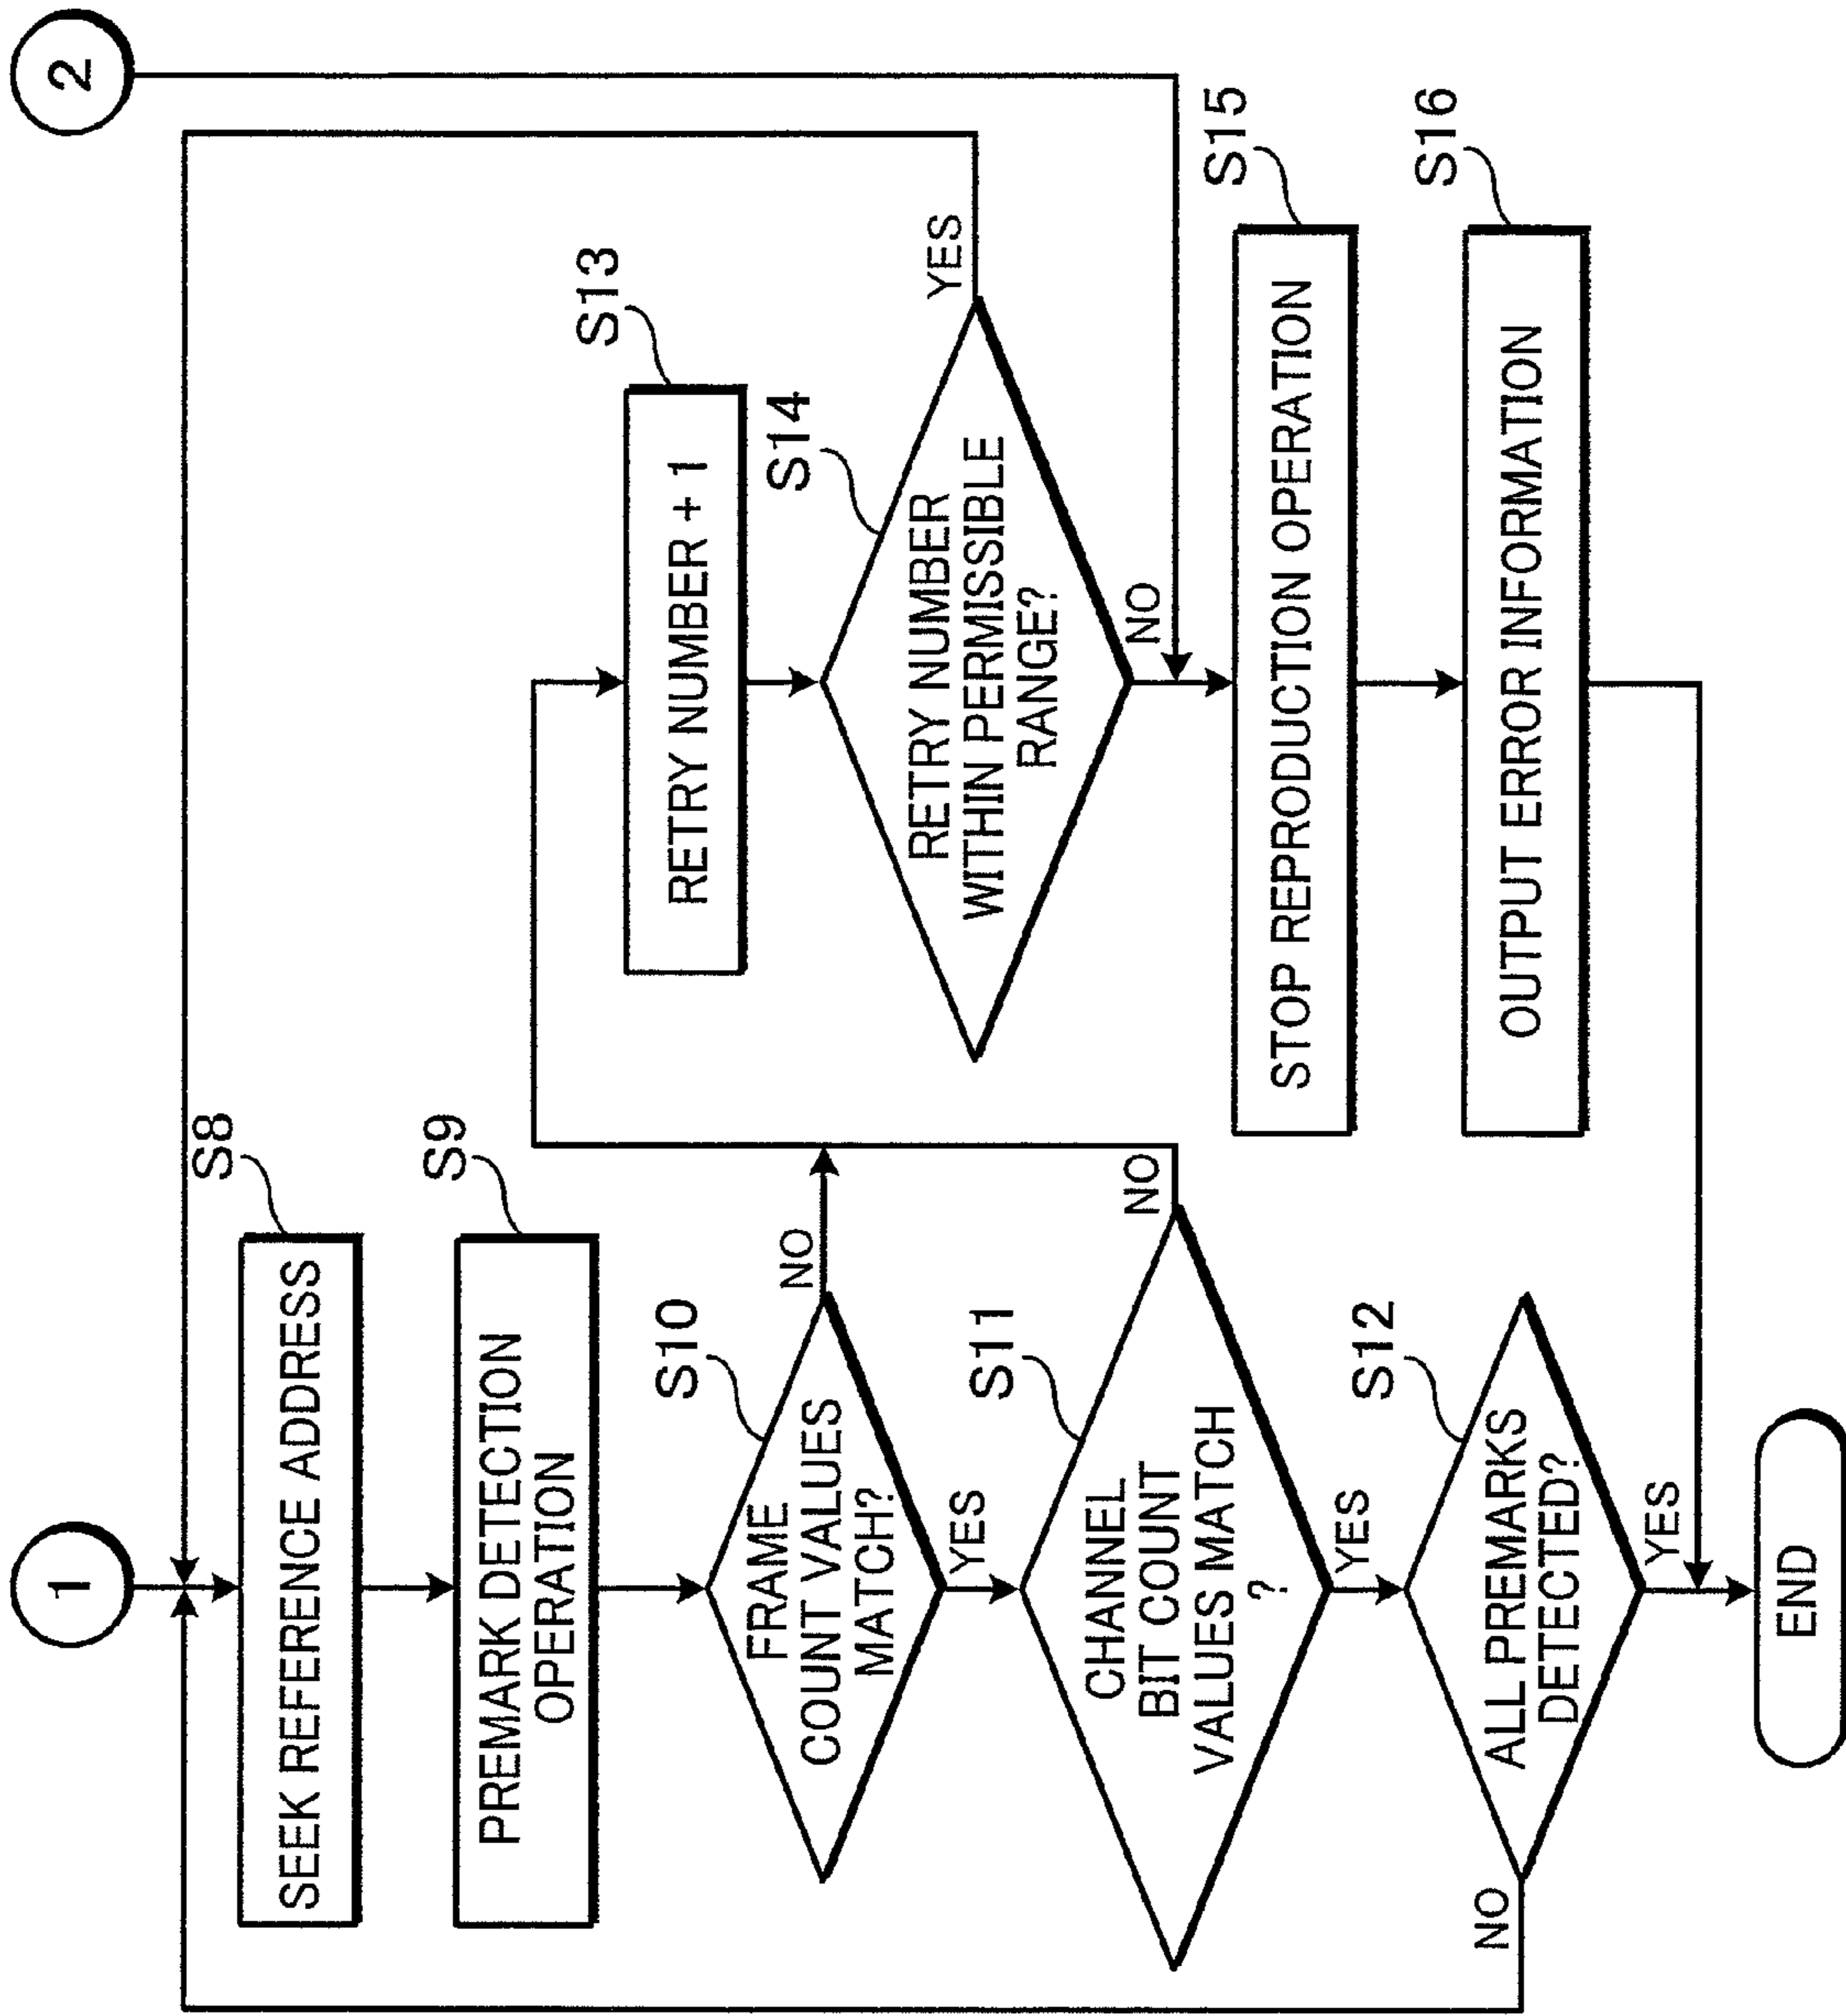 1
SEEK REFERENCE ADDRESS
S8
PREMARK DETECTION
OPERATION
S9
FRAME
COUNT VALUES
MATCH?
S10
NO
YES
CHANNEL
BIT COUNT
VALUES MATCH
?
S11
NO
YES
ALL PREMARKS
DETECTED?
S12
NO
YES
END
2
RETRY NUMBER + 1
S13
RETRY NUMBER
WITHIN PERMISSIBLE
RANGE?
S14
YES
NO
STOP REPRODUCTION OPERATION
S15
OUTPUT ERROR INFORMATION
S16